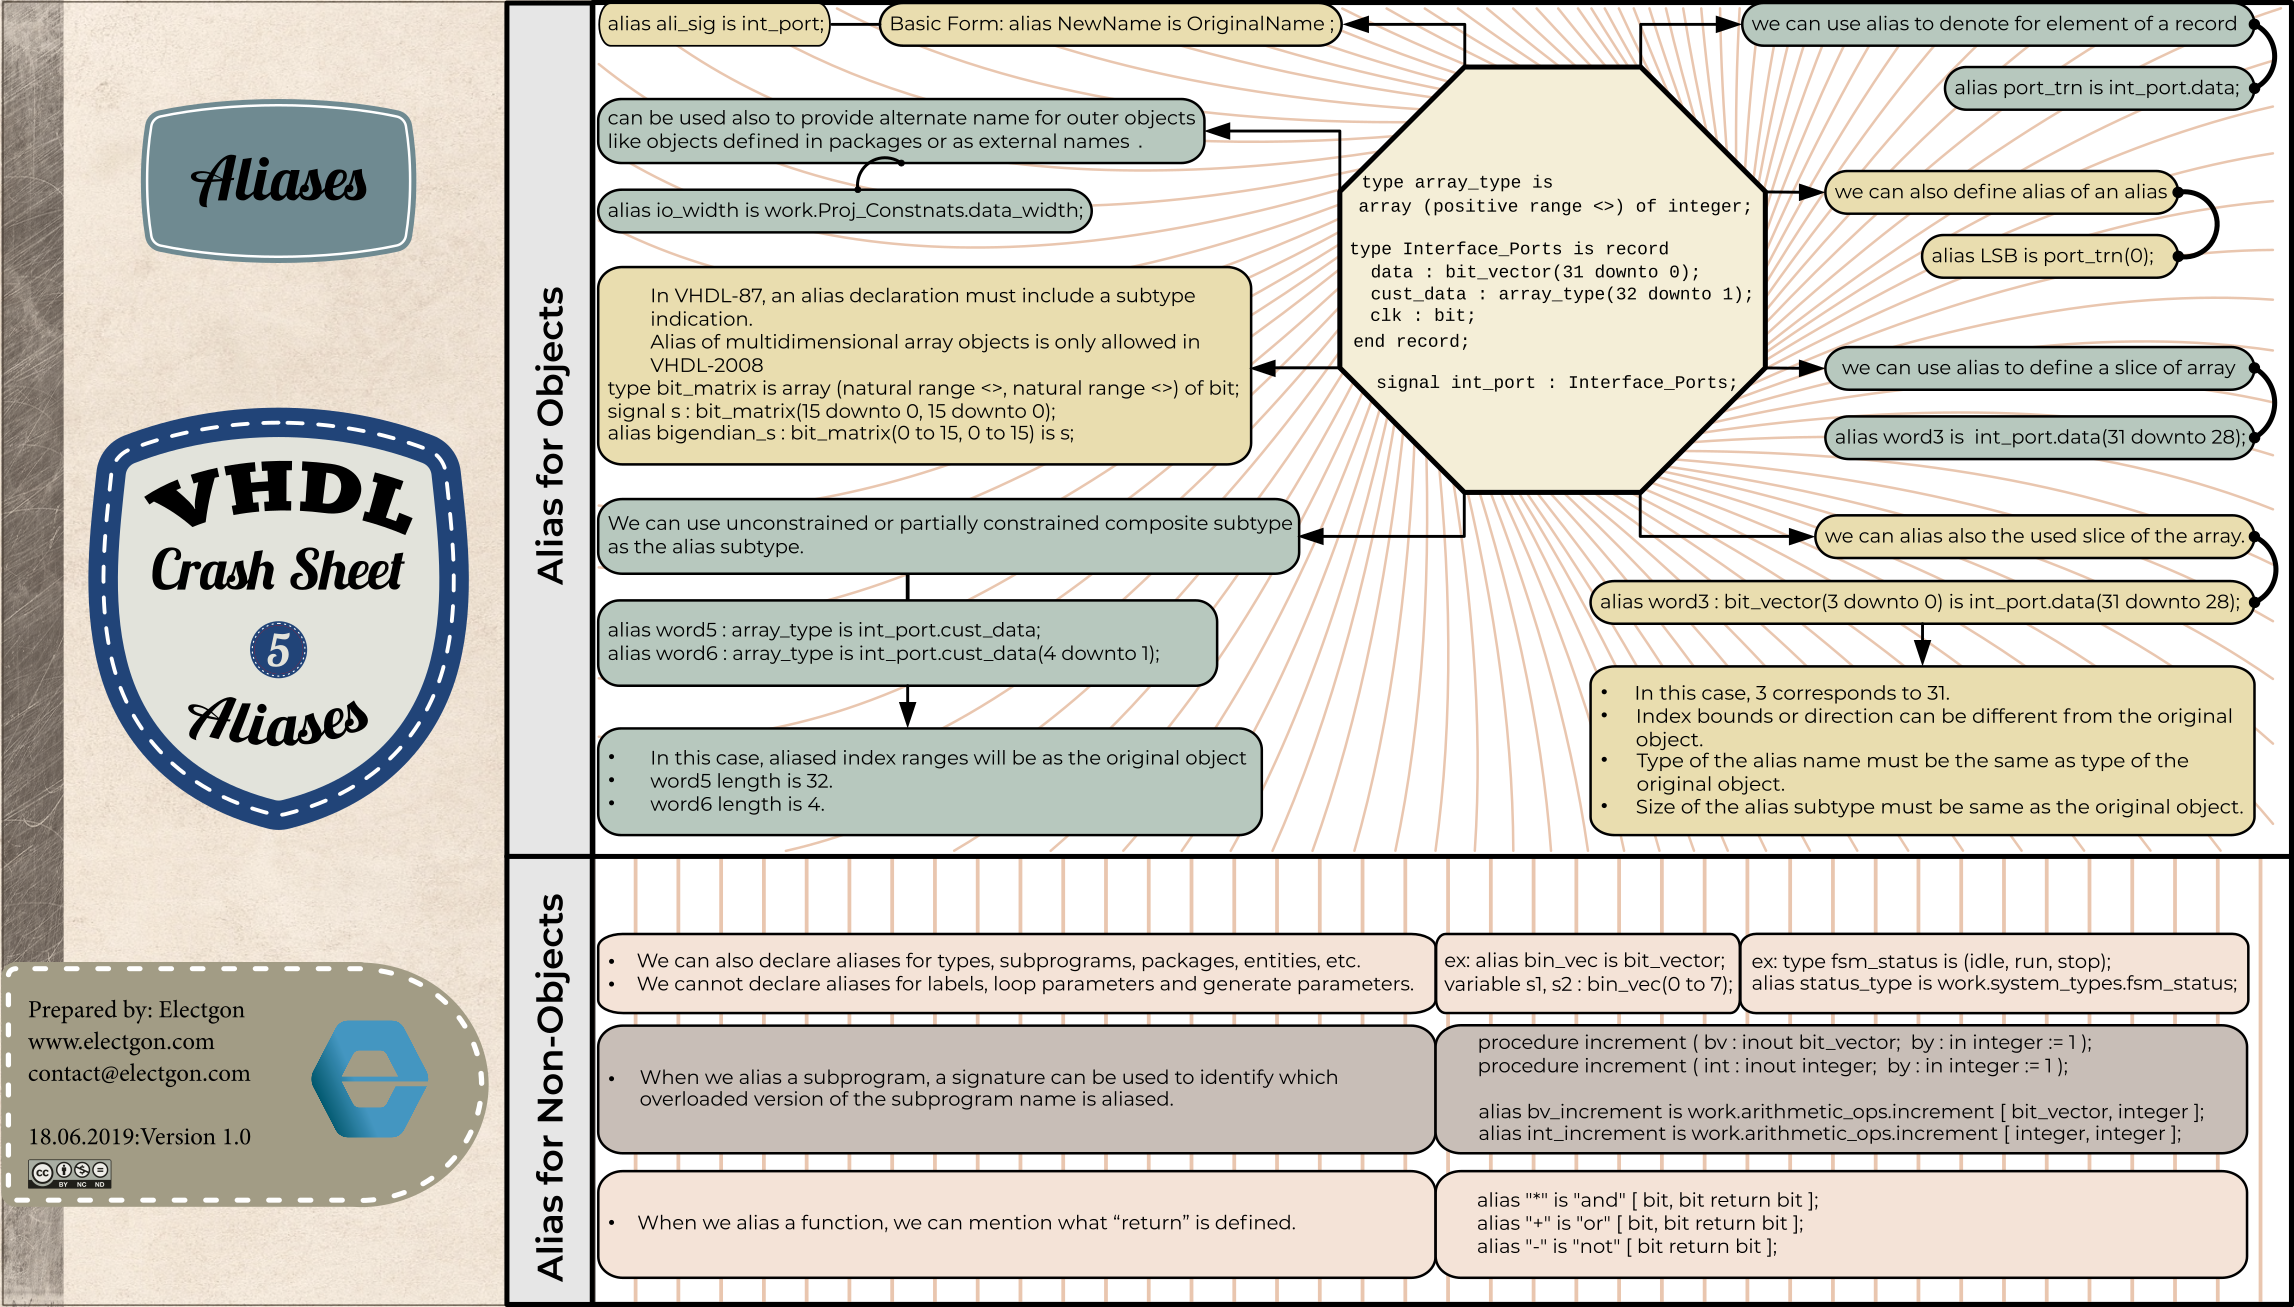 Aliases
VHDL
Crash Sheet
5
Aliases
Prepared by: Electgon
www.electgon.com
contact@electgon.com
18.06.2019:Version 1.0
cc
BY NC ND
Alias for Objects
alias ali_sig is int_port;
Basic Form: alias NewName is OriginalName ;
can be used also to provide alternate name for outer objects
like objects defined in packages or as external names .
alias io_width is work.Proj_Constnats.data_width;
In VHDL-87, an alias declaration must include a subtype
indication.
Alias of multidimensional array objects is only allowed in
VHDL-2008
type bit_matrix is array (natural range <>, natural range <>) of bit;
signal s : bit_matrix(15 downto 0, 15 downto 0);
alias bigendian_s : bit_matrix(0 to 15, 0 to 15) is s;
We can use unconstrained or partially constrained composite subtype
as the alias subtype.
alias word5 : array_type is int_port.cust_data;
alias word6 : array_type is int_port.cust_data(4 downto 1);
• In this case, aliased index ranges will be as the original object
• word5 length is 32.
• word6 length is 4.
type array_type is
array (positive range <>) of integer;
type Interface_Ports is record
data : bit_vector(31 downto 0);
cust_data : array_type(32 downto 1);
clk : bit;
end record;
signal int_port : Interface_Ports;
we can use alias to denote for element of a record
alias port_trn is int_port.data;
we can also define alias of an alias
alias LSB is port_trn(0);
we can use alias to define a slice of array
alias word3 is int_port.data(31 downto 28);
we can alias also the used slice of the array.
alias word3 : bit_vector(3 downto 0) is int_port.data(31 downto 28);
• In this case, 3 corresponds to 31.
• Index bounds or direction can be different from the original
object.
• Type of the alias name must be the same as type of the
original object.
• Size of the alias subtype must be same as the original object.
Alias for Non-Objects
• We can also declare aliases for types, subprograms, packages, entities, etc.
• We cannot declare aliases for labels, loop parameters and generate parameters.
ex: alias bin_vec is bit_vector;
variable s1, s2 : bin_vec(0 to 7);
ex: type fsm_status is (idle, run, stop);
alias status_type is work.system_types.fsm_status;
• When we alias a subprogram, a signature can be used to identify which
overloaded version of the subprogram name is aliased.
procedure increment ( bv : inout bit_vector; by : in integer := 1 );
procedure increment ( int : inout integer; by : in integer := 1 );
alias bv_increment is work.arithmetic_ops.increment [ bit_vector, integer ];
alias int_increment is work.arithmetic_ops.increment [ integer, integer ];
• When we alias a function, we can mention what “return” is defined.
alias "*" is "and" [ bit, bit return bit ];
alias "+" is "or" [ bit, bit return bit ];
alias "-" is "not" [ bit return bit ];